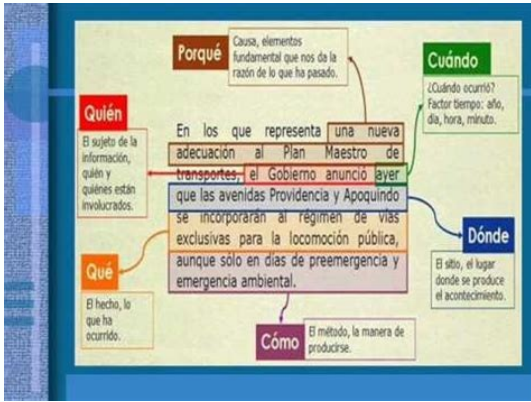 Porqué
Causa, elementos
fundamental que nos da la
razón de lo que ha pasado.
Cuándo
¿Cuándo ocurrió?
Factor tiempo: año,
día, hora, minuto.
Quién
El sujeto de la
información,
quién y
quiénes están
involucrados.
En los que representa una nueva
adecuación al Plan Maestro de
transportes, el Gobierno anunció ayer
que las avenidas Providencia y Apoquindo
se incorporarán al régimen de vías
exclusivas para la locomoción pública,
aunque sólo en días de preemergencia y
emergencia ambiental.
Dónde
El sitio, el lugar
donde se produce
el acontecimiento.
Qué
El hecho, lo
que ha
ocurrido.
Cómo
El método, la manera de
producirse.